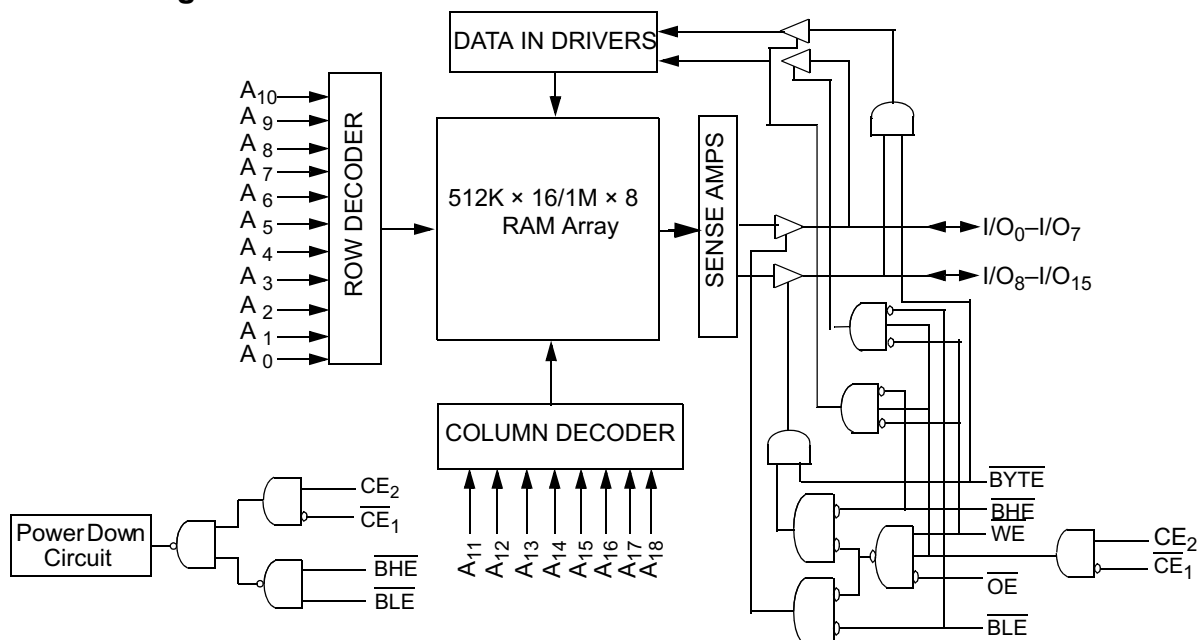 DATA IN DRIVERS
A10
A9
A8
A7
A6
A5
A4
A3
A2
A1
A0
ROW DECODER
512K × 16/1M × 8
RAM Array
SENSE AMPS
I/O0–I/O7
I/O8–I/O15
COLUMN DECODER
A11
A12
A13
A14
A15
A16
A17
A18
CE2
CE1
Power Down
Circuit
BHE
BLE
BYTE
BHE
WE
CE2
CE1
OE
BLE